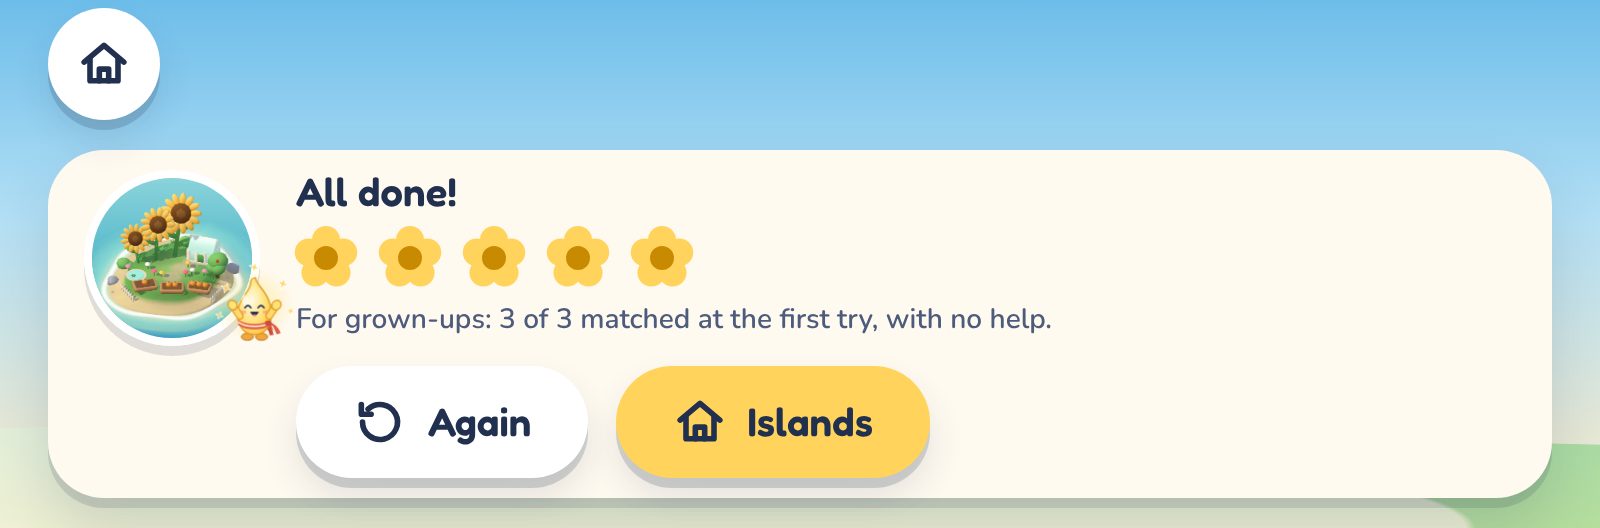 All done!
For grown-ups: 3 of 3 matched at the first try, with no help.
Again
Islands